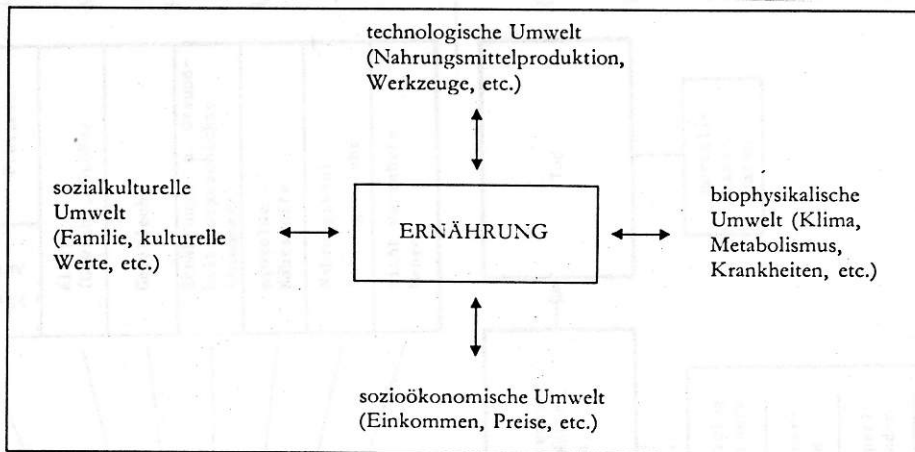 technologische Umwelt
(Nahrungsmittelproduktion,
Werkzeuge, etc.)
sozialkulturelle
Umwelt
(Familie, kulturelle
Werte, etc.)
ERNÄHRUNG
biophysikalische
Umwelt (Klima,
Metabolismus,
Krankheiten, etc.)
sozioökonomische Umwelt
(Einkommen, Preise, etc.)